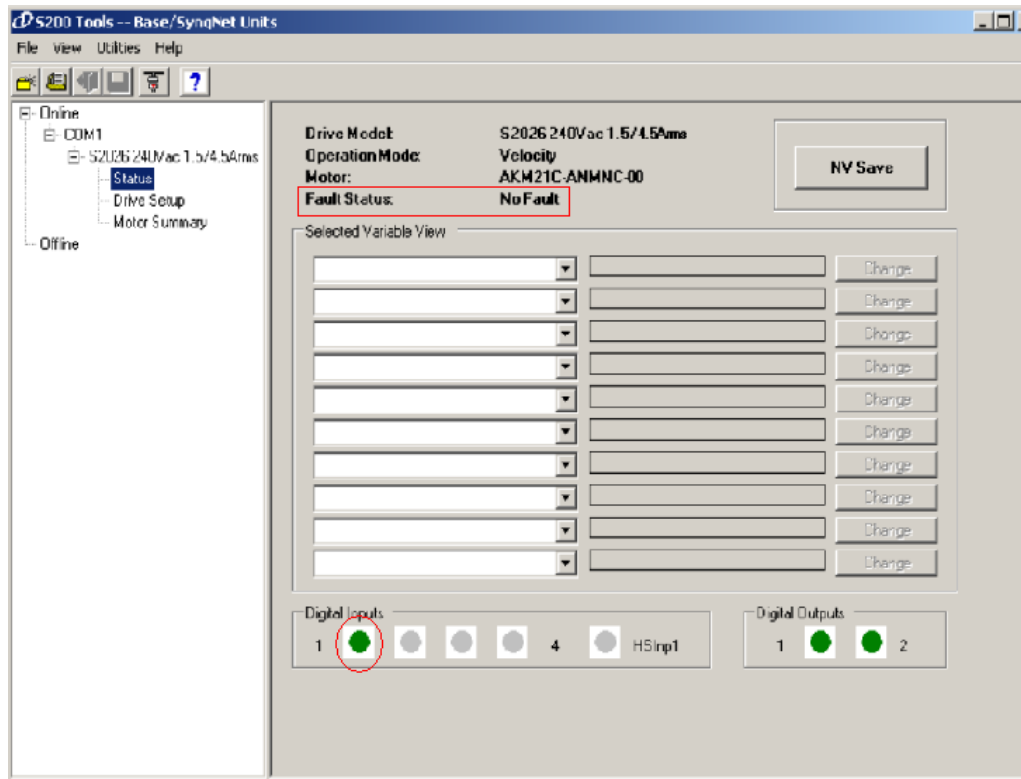 S200 Tools -- Base/SynqNet Units
File View Utilities Help
Online
COM1
S2026 240Vac 1.5/4.5Arms
Status
Drive Setup
Motor Summary
Offline
Drive Model: S2026 240Vac 1.5/4.5Arms
Operation Mode: Velocity
Motor: AKM21C-ANMNC-00
Fault Status: No Fault
NV Save
Selected Variable View
Change
Change
Change
Change
Change
Change
Change
Change
Change
Change
Digital Inputs
1 4 HSInp1
Digital Outputs
1 2